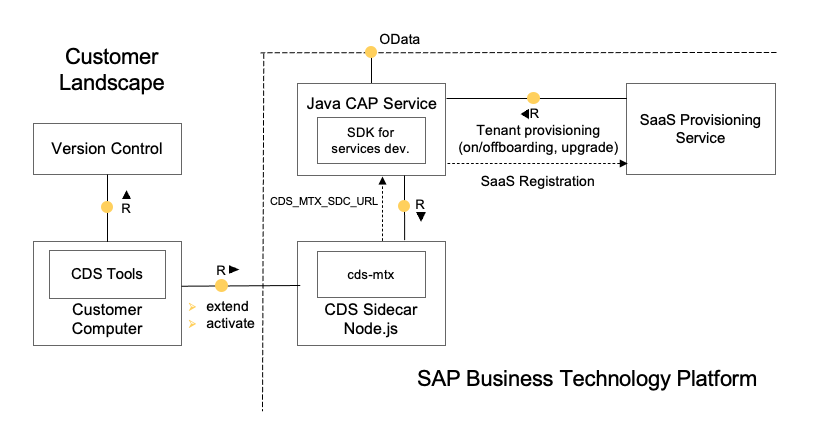 OData
Customer
Landscape
Java CAP Service
SDK for
services dev.
R
Tenant provisioning
(on/offboarding, upgrade)
SaaS Registration
SaaS Provisioning
Service
Version Control
R
CDS_MTX_SDC_URL
R
CDS Tools
Customer
Computer
R
extend
activate
cds-mtx
CDS Sidecar
Node.js
SAP Business Technology Platform